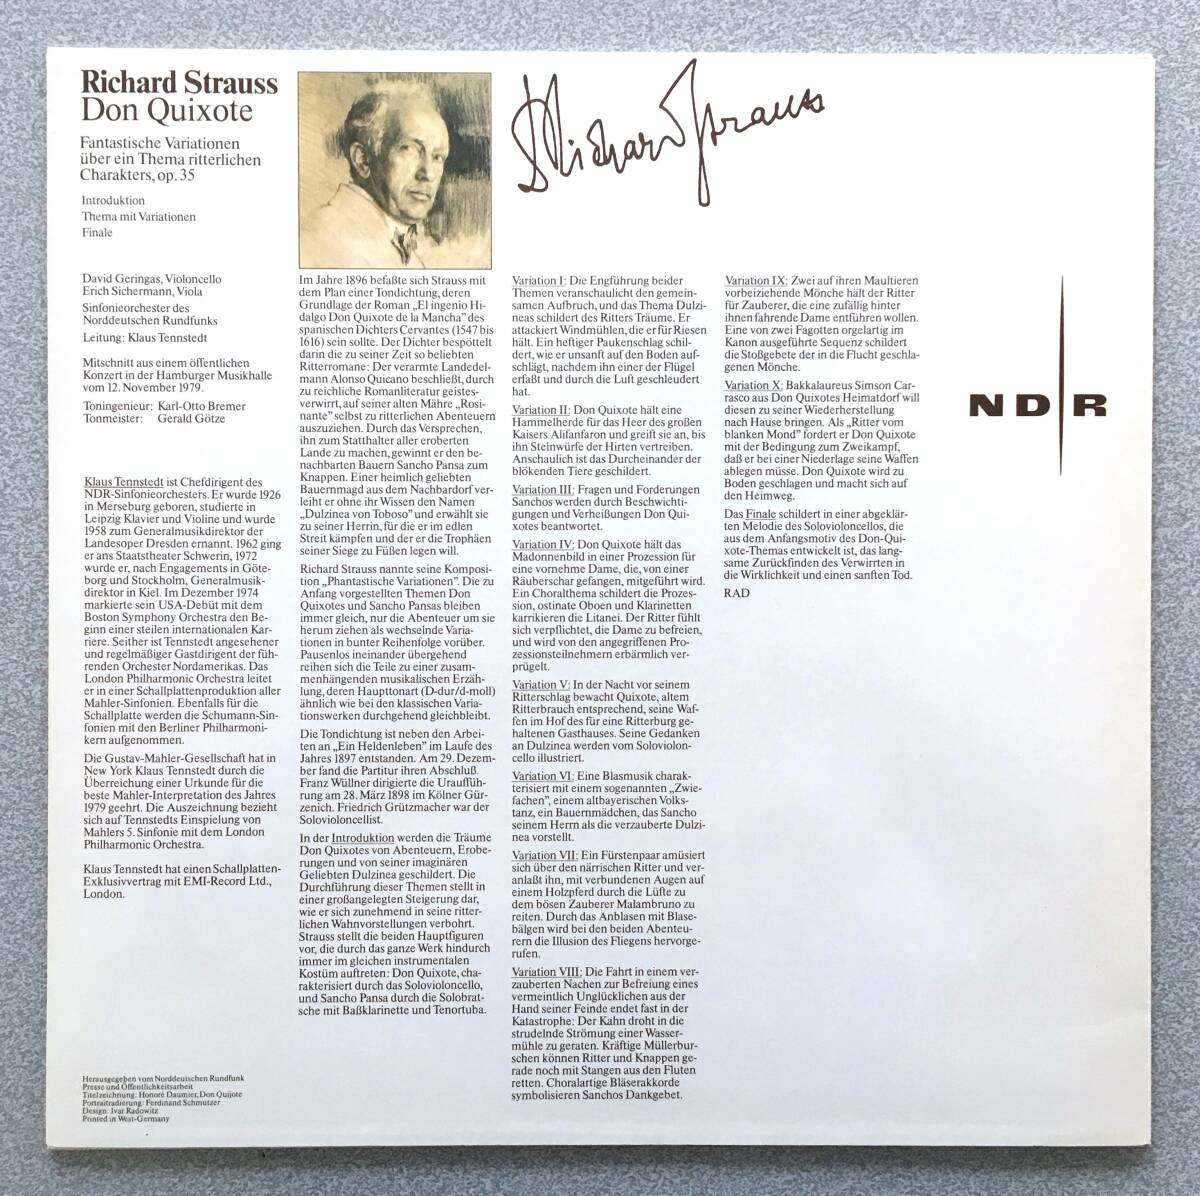 Richard Strauss
Don Quixote
Fantastische Variationen
über ein Thema ritterlichen
Charakters, op. 35
Introduktion
Thema mit Variationen
Finale
David Geringas, Violoncello
Erich Sichermann, Viola
Sinfonieorchester des
Norddeutschen Rundfunks
Leitung: Klaus Tennstedt
Mitschnitt aus einem öffentlichen
Konzert in der Hamburger Musikhalle
vom 12. November 1979.
Toningenieur: Karl-Otto Bremer
Tonmeister: Gerald Götze
Klaus Tennstedt ist Chefdirigent des
NDR-Sinfonieorchesters. Er wurde 1926
in Merseburg geboren, studierte in
Leipzig Klavier und Violine und wurde
1958 zum Generalmusikdirektor der
Landesoper Dresden ernannt. 1962 ging
er ans Staatstheater Schwerin, 1972
wurde er, nach Engagements in Göte-
borg und Stockholm, Generalmusik-
direktor in Kiel. Im Dezember 1974
markierte sein USA-Debüt mit dem
Boston Symphony Orchestra den Be-
ginn einer steilen internationalen Kar-
riere. Seither ist Tennstedt angesehener
und regelmäßiger Gastdirigent der füh-
renden Orchester Nordamerikas. Das
London Philharmonic Orchestra leitet
er in einer Schallplattenproduktion aller
Mahler-Sinfonien. Ebenfalls für die
Schallplatte werden die Schumann-Sin-
fonien mit den Berliner Philharmoni-
kern aufgenommen.
Die Gustav-Mahler-Gesellschaft hat in
New York Klaus Tennstedt durch die
Überreichung einer Urkunde für die
beste Mahler-Interpretation des Jahres
1979 geehrt. Die Auszeichnung bezieht
sich auf Tennstedts Einspielung von
Mahlers 5. Sinfonie mit dem London
Philharmonic Orchestra.
Klaus Tennstedt hat einen Schallplatten-
Exklusivvertrag mit EMI-Record Ltd.,
London.
Herausgegeben vom Norddeutschen Rundfunk
Presse und Öffentlichkeitsarbeit
Titelzeichnung: Honoré Daumier, Don Quijote
Portraitradierung: Ferdinand Schmutzer
Design: Ivar Radowitz
Printed in West-Germany
Im Jahre 1896 befaßte sich Strauss mit
dem Plan einer Tondichtung, deren
Grundlage der Roman „El ingenio Hi-
dalgo Don Quixote de la Mancha" des
spanischen Dichters Cervantes (1547 bis
1616) sein sollte. Der Dichter bespöttelt
darin die zu seiner Zeit so beliebten
Ritterromane: Der verarmte Landedel-
mann Alonso Quicano beschließt, durch
zu reichliche Romanliteratur geistes-
verwirrt, auf seiner alten Mähre „Rosi-
nante" selbst zu ritterlichen Abenteuern
auszuziehen. Durch das Versprechen,
ihn zum Statthalter aller eroberten
Lande zu machen, gewinnt er den be-
nachbarten Bauern Sancho Pansa zum
Knappen. Einer heimlich geliebten
Bauernmagd aus dem Nachbardorf ver-
leiht er ohne ihr Wissen den Namen
„Dulzinea von Toboso" und erwählt sie
zu seiner Herrin, für die er im edlen
Streit kämpfen und der er die Trophäen
seiner Siege zu Füßen legen will.
Richard Strauss nannte seine Komposi-
tion „Phantastische Variationen". Die zu
Anfang vorgestellten Themen Don
Quixotes und Sancho Pansas bleiben
immer gleich, nur die Abenteuer um sie
herum ziehen als wechselnde Varia-
tionen in bunter Reihenfolge vorüber.
Pausenlos ineinander übergehend
reihen sich die Teile zu einer zusam-
menhängenden musikalischen Erzäh-
lung, deren Haupttonart (D-dur/d-moll)
ähnlich wie bei den klassischen Varia-
tionswerken durchgehend gleichbleibt.
Die Tondichtung ist neben den Arbei-
ten an „Ein Heldenleben" im Laufe des
Jahres 1897 entstanden. Am 29. Dezem-
ber fand die Partitur ihren Abschluß.
Franz Wüllner dirigierte die Urauffüh-
rung am 28. März 1898 im Kölner Gür-
zenich. Friedrich Grützmacher war der
Solovioloncellist.
In der Introduktion werden die Träume
Don Quixotes von Abenteuern, Erobe-
rungen und von seiner imaginären
Geliebten Dulzinea geschildert. Die
Durchführung dieser Themen stellt in
einer großangelegten Steigerung dar,
wie er sich zunehmend in seine ritter-
lichen Wahnvorstellungen verbohrt.
Strauss stellt die beiden Hauptfiguren
vor, die durch das ganze Werk hindurch
immer im gleichen instrumentalen
Kostüm auftreten: Don Quixote, cha-
rakterisiert durch das Solovioloncello,
und Sancho Pansa durch die Solobrat-
sche mit Baßklarinette und Tenortuba.
DrRichard Strauss
Variation I: Die Engführung beider
Themen veranschaulicht den gemein-
samen Aufbruch, und das Thema Dulzi-
neas schildert des Ritters Träume. Er
attackiert Windmühlen, die er für Riesen
hält. Ein heftiger Paukenschlag schil-
dert, wie er unsanft auf den Boden auf-
schlägt, nachdem ihn einer der Flügel
erfaßt und durch die Luft geschleudert
hat.
Variation II: Don Quixote hält eine
Hammelherde für das Heer des großen
Kaisers Alifanfaron und greift sie an, bis
ihn Steinwürfe der Hirten vertreiben.
Anschaulich ist das Durcheinander der
blökenden Tiere geschildert.
Variation III: Fragen und Forderungen
Sanchos werden durch Beschwichti-
gungen und Verheißungen Don Qui-
xotes beantwortet.
Variation IV: Don Quixote hält das
Madonnenbild in einer Prozession für
eine vornehme Dame, die, von einer
Räuberschar gefangen, mitgeführt wird.
Ein Choralthema schildert die Prozes-
sion, ostinate Oboen und Klarinetten
karrikieren die Litanei. Der Ritter fühlt
sich verpflichtet, die Dame zu befreien,
und wird von den angegriffenen Pro-
zessionsteilnehmern erbärmlich ver-
prügelt.
Variation V: In der Nacht vor seinem
Ritterschlag bewacht Quixote, altem
Ritterbrauch entsprechend, seine Waf-
fen im Hof des für eine Ritterburg ge-
haltenen Gasthauses. Seine Gedanken
an Dulzinea werden vom Soloviolon-
cello illustriert.
Variation VI: Eine Blasmusik charak-
terisiert mit einem sogenannten „Zwie-
fachen", einem altbayerischen Volks-
tanz, ein Bauernmädchen, das Sancho
seinem Herrn als die verzauberte Dulzi-
nea vorstellt.
Variation VII: Ein Fürstenpaar amüsiert
sich über den närrischen Ritter und ver-
anlaßt ihn, mit verbundenen Augen auf
einem Holzpferd durch die Lüfte zu
dem bösen Zauberer Malambruno zu
reiten. Durch das Anblasen mit Blase-
bälgen wird bei den beiden Abenteu-
rern die Illusion des Fliegens hervorge-
rufen.
Variation VIII: Die Fahrt in einem ver-
zauberten Nachen zur Befreiung eines
vermeintlich Unglücklichen aus der
Hand seiner Feinde endet fast in der
Katastrophe: Der Kahn droht in die
strudelnde Strömung einer Wasser-
mühle zu geraten. Kräftige Müllerbur-
schen können Ritter und Knappen ge-
rade noch mit Stangen aus den Fluten
retten. Choralartige Bläserakkorde
symbolisieren Sanchos Dankgebet.
Variation IX: Zwei auf ihren Maultieren
vorbeiziehende Mönche hält der Ritter
für Zauberer, die eine zufällig hinter
ihnen fahrende Dame entführen wollen.
Eine von zwei Fagotten orgelartig im
Kanon ausgeführte Sequenz schildert
die Stoßgebete der in die Flucht geschla-
genen Mönche.
Variation X: Bakkalaureus Simson Car-
rasco aus Don Quixotes Heimatdorf will
diesen zu seiner Wiederherstellung
nach Hause bringen. Als „Ritter vom
blanken Mond" fordert er Don Quixote
mit der Bedingung zum Zweikampf,
daß er bei einer Niederlage seine Waffen
ablegen müsse. Don Quixote wird zu
Boden geschlagen und macht sich auf
den Heimweg.
Das Finale schildert in einer abgeklär-
ten Melodie des Solovioloncellos, die
aus dem Anfangsmotiv des Don-Qui-
xote-Themas entwickelt ist, das lang-
same Zurückfinden des Verwirrten in
die Wirklichkeit und einen sanften Tod.
RAD
NDR